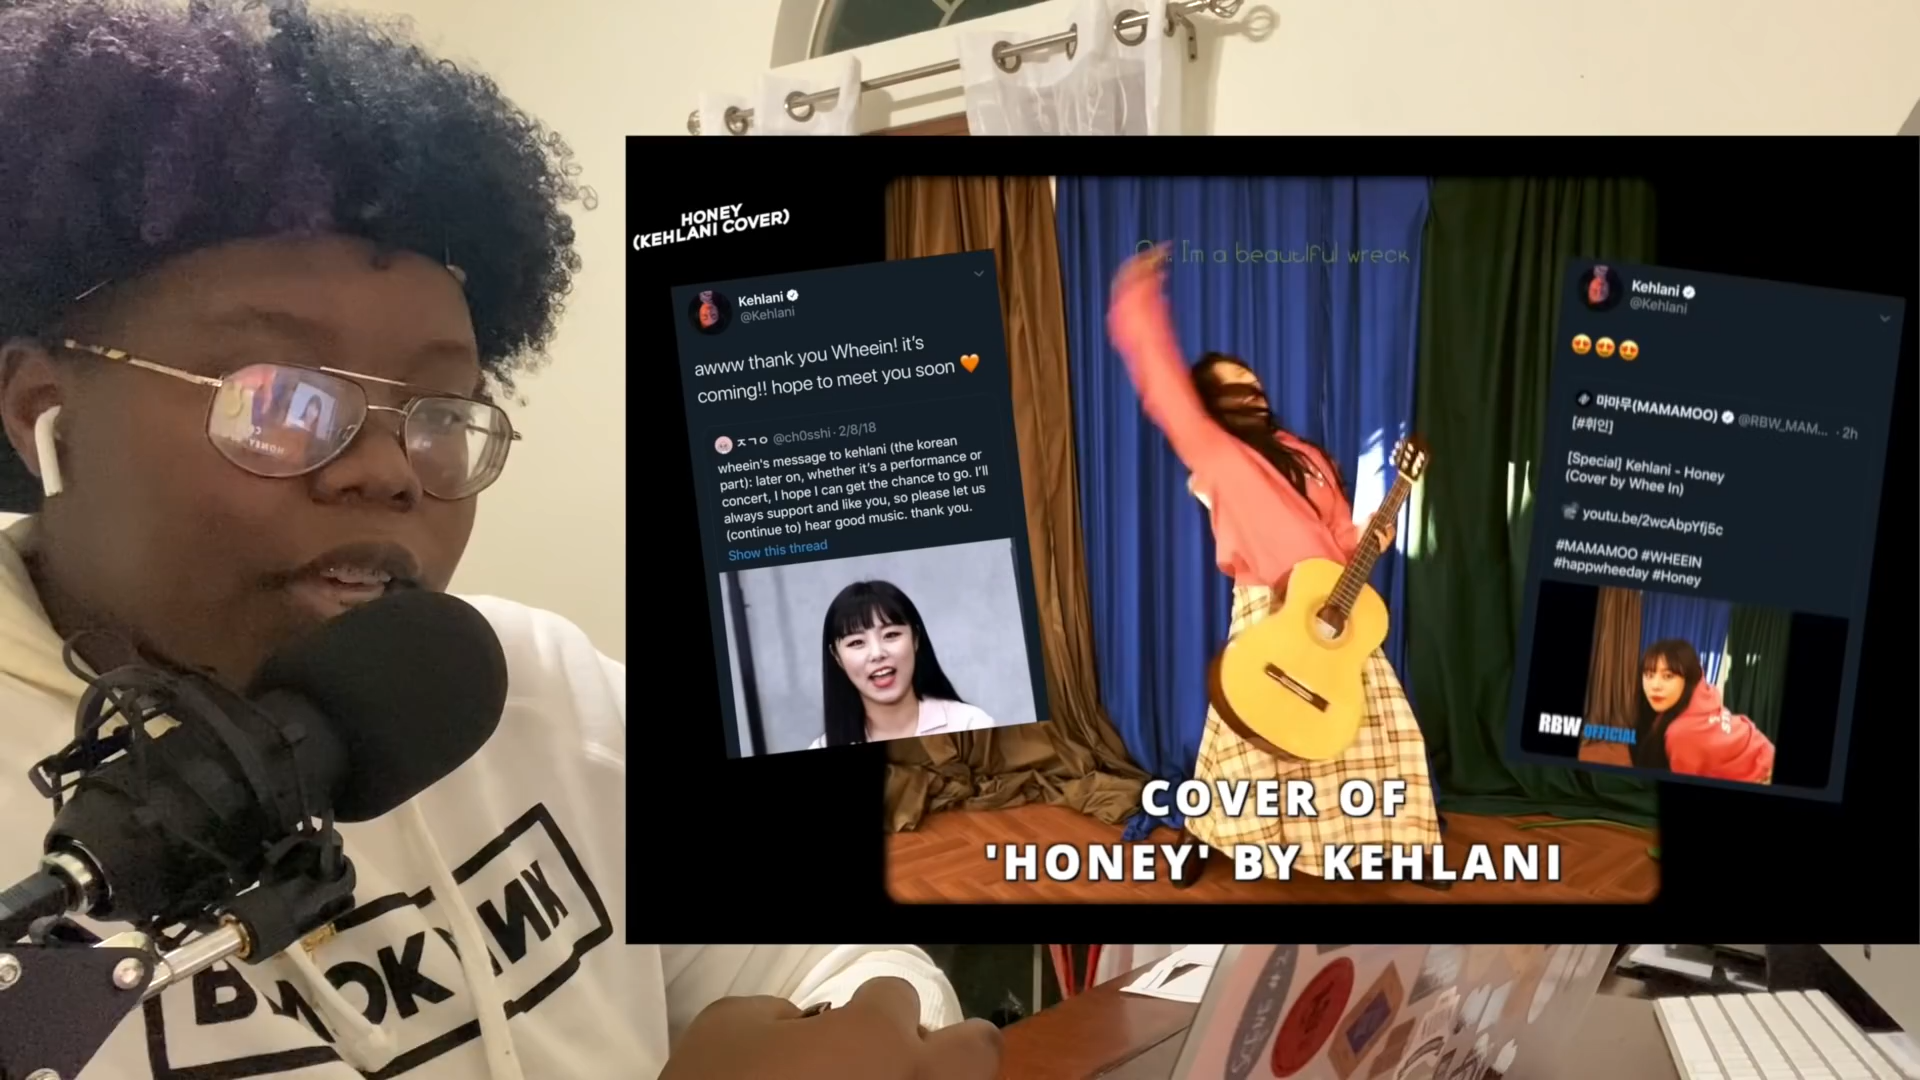 HONEY
(KEHLANI COVER)
Kehlani
@Kehlani
awww thank you Wheein! it's
coming!! hope to meet you soon 🧡
ㅈㄱㅇ @ch0sshi · 2/8/18
wheein's message to kehlani (the korean
part): later on, whether it's a performance or
concert, I hope I can get the chance to go. I'll
always support and like you, so please let us
(continue to) hear good music. thank you.
Show this thread
I'm a beautiful wreck
Kehlani
@Kehlani
😍😍😍
마마무(MAMAMOO) @RBW_MAM... · 2h
[#휘인]
[Special] Kehlani - Honey
(Cover by Whee In)
youtu.be/2wcAbpYfj5c
#MAMAMOO #WHEEIN
#happwheeday #Honey
RBW OFFICIAL
COVER OF
'HONEY' BY KEHLANI
SCENE #2